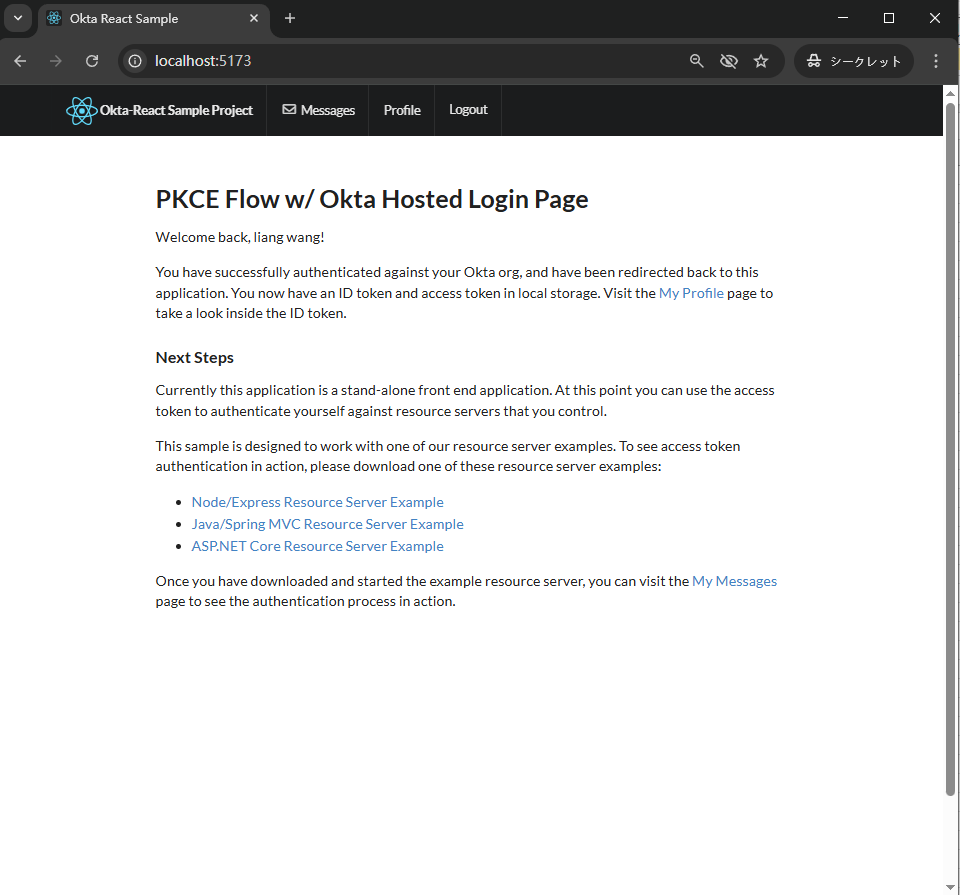 Okta React Sample
localhost:5173
シークレット
Okta-React Sample Project
Messages
Profile
Logout
PKCE Flow w/ Okta Hosted Login Page
Welcome back, liang wang!
You have successfully authenticated against your Okta org, and have been redirected back to this
application. You now have an ID token and access token in local storage. Visit the My Profile page to
take a look inside the ID token.
Next Steps
Currently this application is a stand-alone front end application. At this point you can use the access
token to authenticate yourself against resource servers that you control.
This sample is designed to work with one of our resource server examples. To see access token
authentication in action, please download one of these resource server examples:
Node/Express Resource Server Example
Java/Spring MVC Resource Server Example
ASP.NET Core Resource Server Example
Once you have downloaded and started the example resource server, you can visit the My Messages
page to see the authentication process in action.